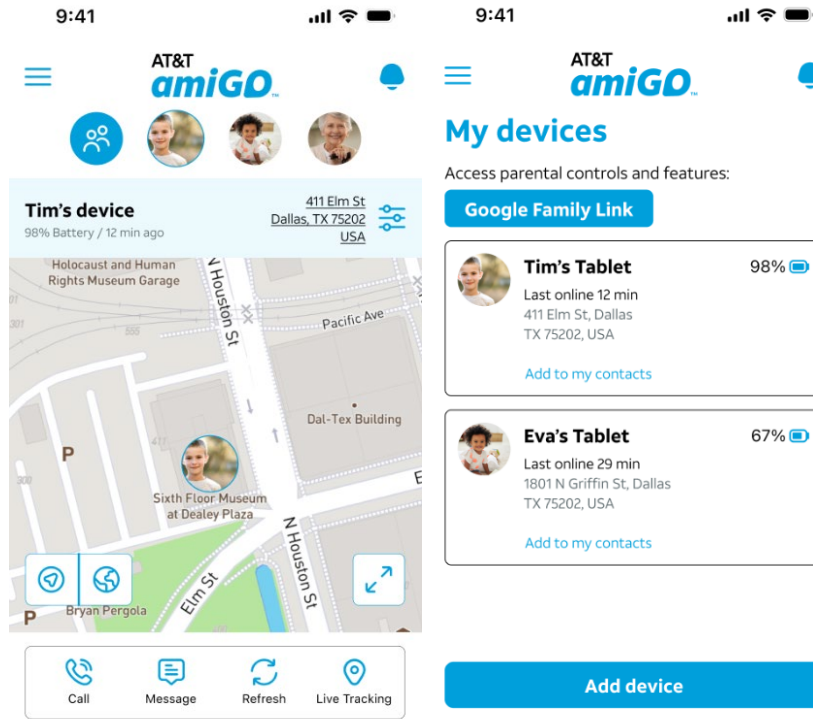 9:41
AT&T
amiGO™
Tim's device
98% Battery / 12 min ago
411 Elm St
Dallas, TX 75202
USA
Holocaust and Human
Rights Museum Garage
N Houston St
555
Pacific Ave
Dal-Tex Building
P
411
Sixth Floor Museum
at Dealey Plaza
N Houston St
Elm St
Bryan Pergola
P
E
Call
Message
Refresh
Live Tracking
9:41
AT&T
amiGO™
My devices
Access parental controls and features:
Google Family Link
Tim's Tablet
98%
Last online 12 min
411 Elm St, Dallas
TX 75202, USA
Add to my contacts
Eva's Tablet
67%
Last online 29 min
1801 N Griffin St, Dallas
TX 75202, USA
Add to my contacts
Add device